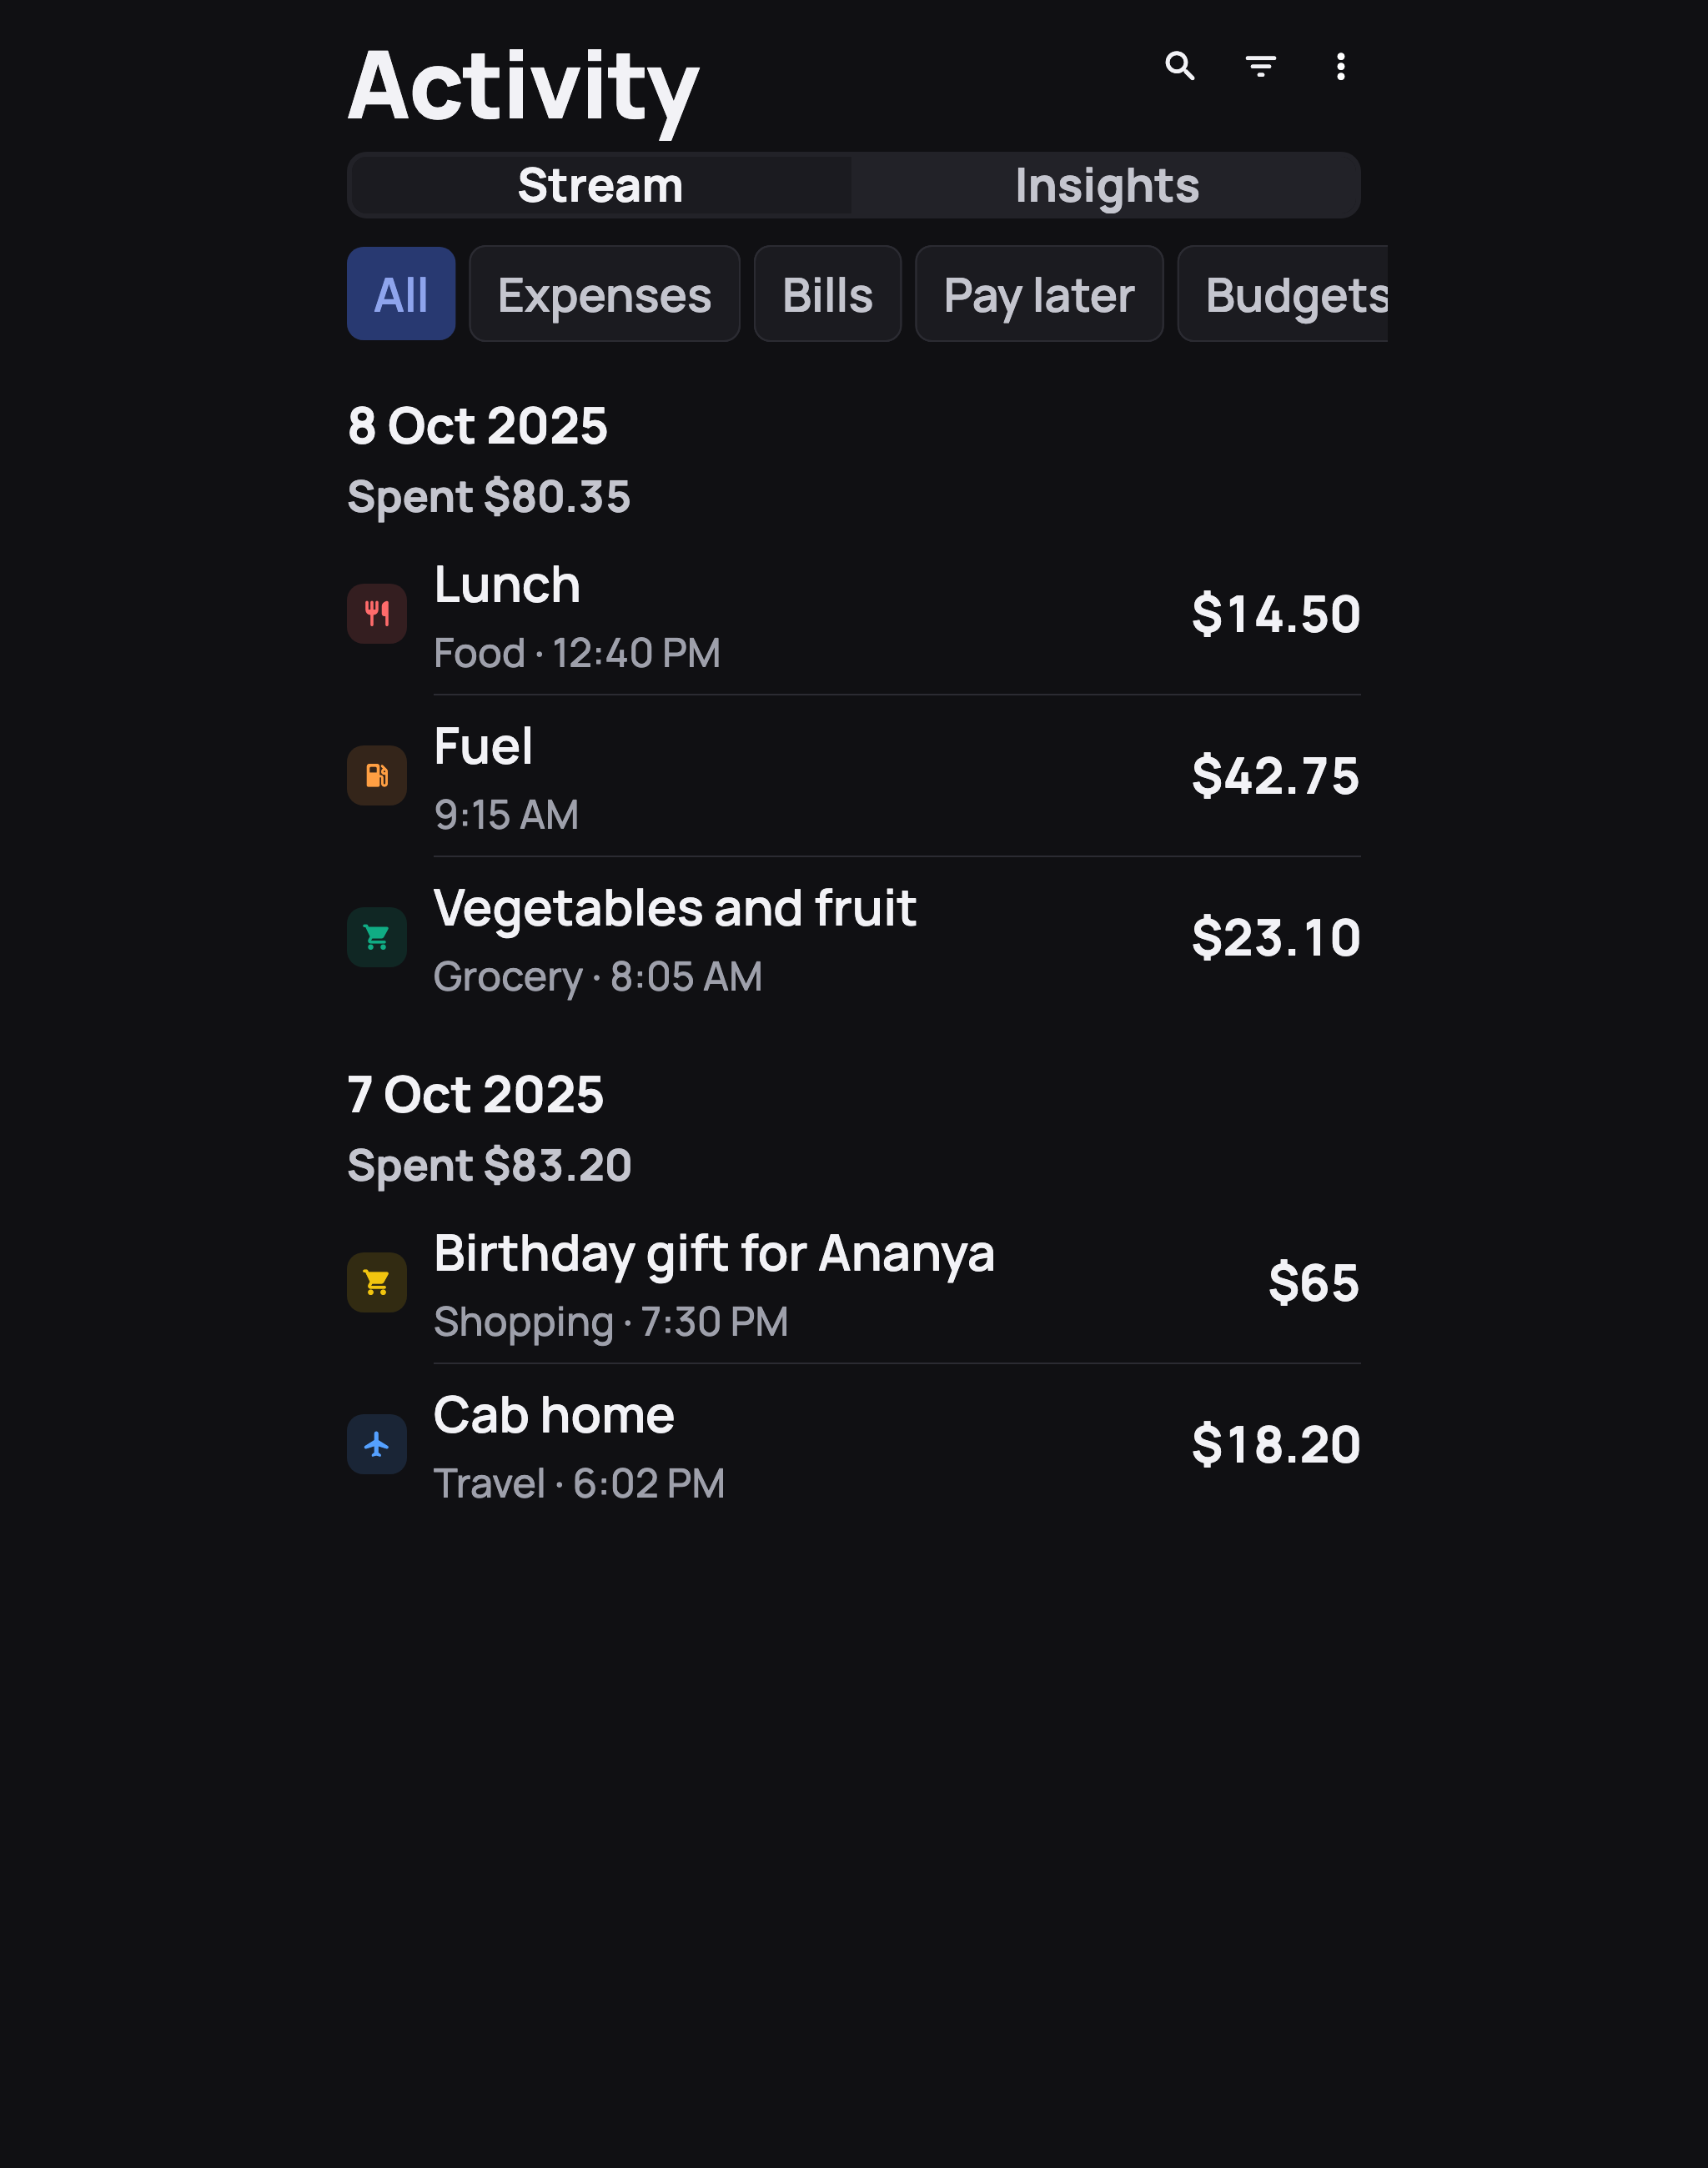 Activity
Stream Insights
All Expenses Bills Pay later Budgets
8 Oct 2025
Spent $80.35
Lunch
$14.50
Food · 12:40 PM
Fuel
$42.75
9:15 AM
Vegetables and fruit
$23.10
Grocery · 8:05 AM
7 Oct 2025
Spent $83.20
Birthday gift for Ananya
$65
Shopping · 7:30 PM
Cab home
$18.20
Travel · 6:02 PM